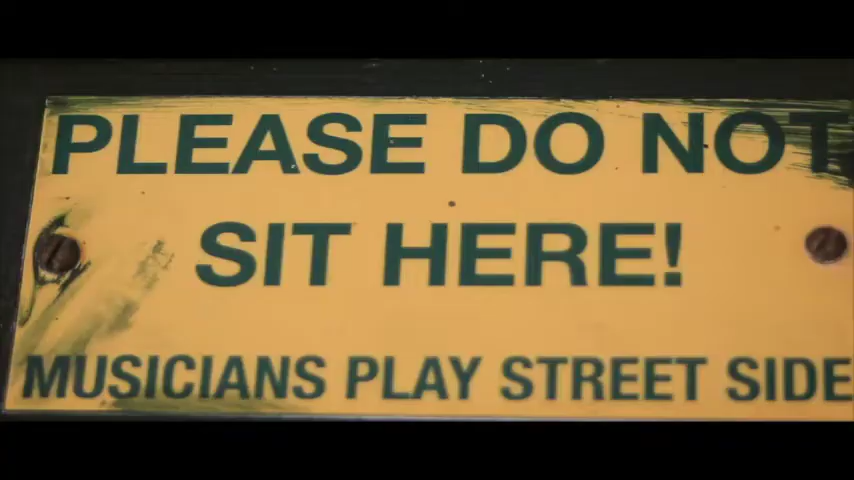 PLEASE DO NOT
SIT HERE!
MUSICIANS PLAY STREET SIDE